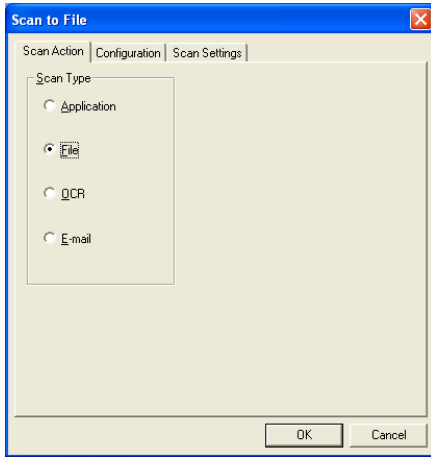 Scan to File
Scan Action Configuration Scan Settings
Scan Type
Application
File
OCR
E-mail
OK Cancel